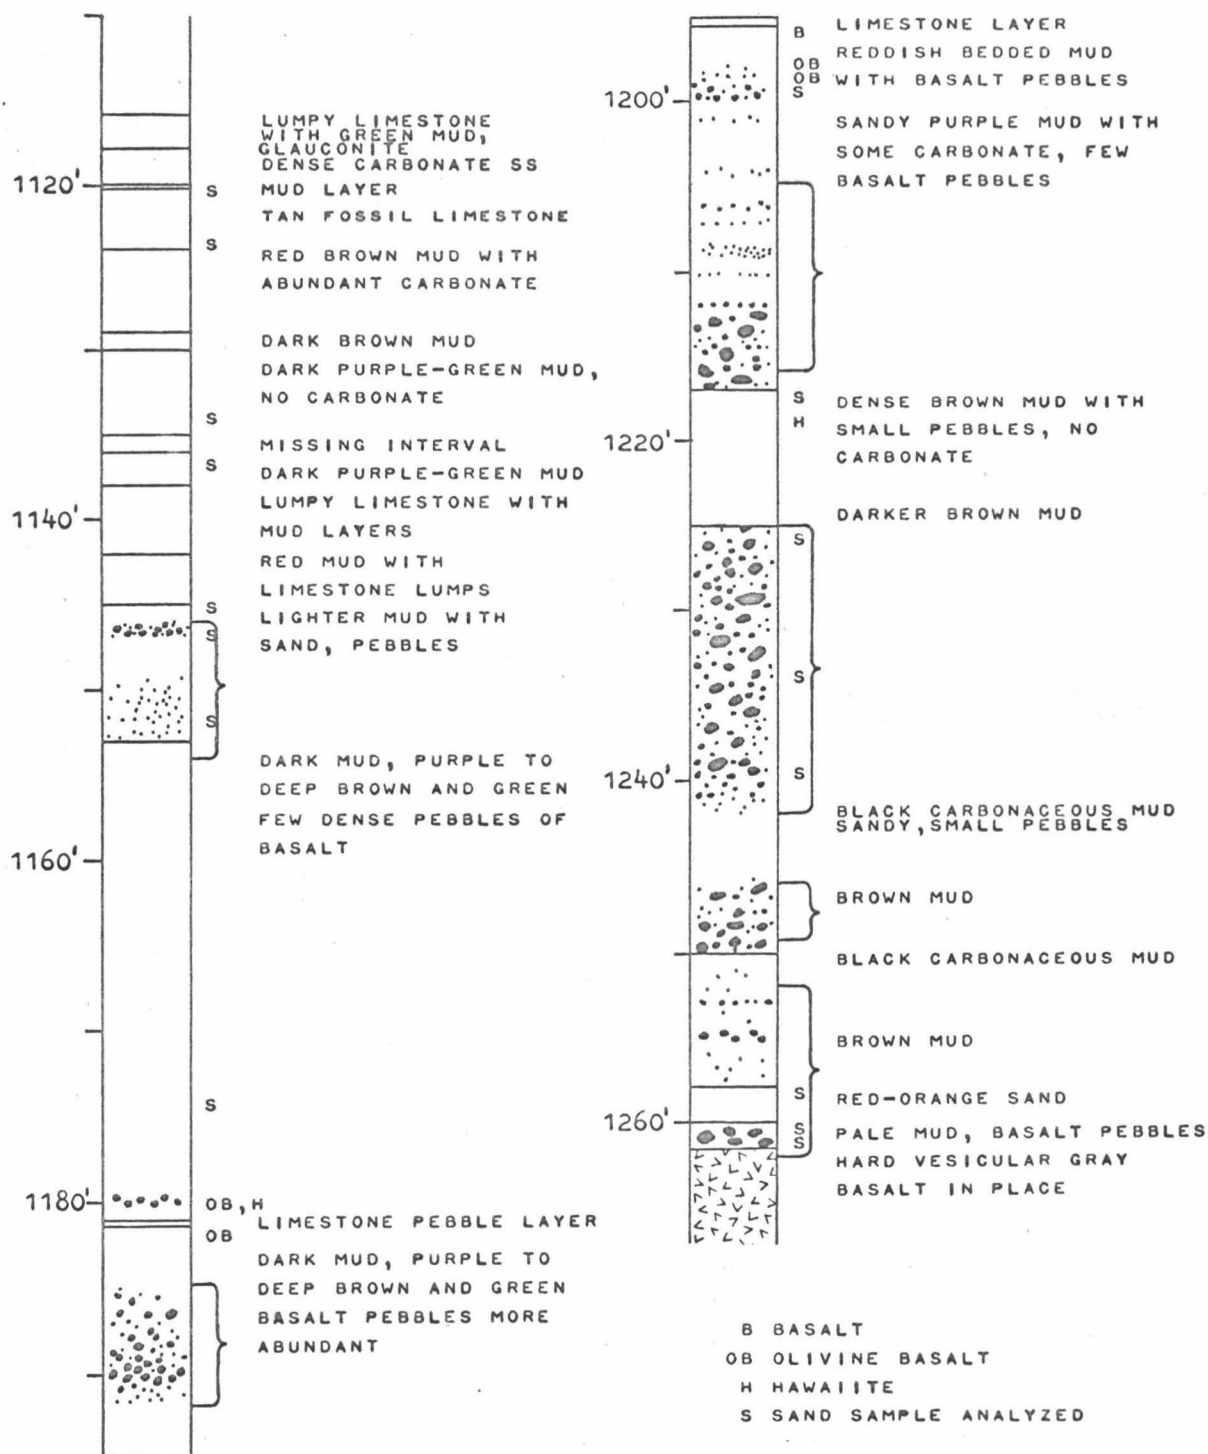 LUMPY LIMESTONE
WITH GREEN MUD,
GLAUCONITE
DENSE CARBONATE SS
1120'
S
MUD LAYER
TAN FOSSIL LIMESTONE
S
RED BROWN MUD WITH
ABUNDANT CARBONATE
DARK BROWN MUD
DARK PURPLE-GREEN MUD,
NO CARBONATE
S
MISSING INTERVAL
S
DARK PURPLE-GREEN MUD
LUMPY LIMESTONE WITH
1140'
MUD LAYERS
RED MUD WITH
LIMESTONE LUMPS
S
LIGHTER MUD WITH
S
SAND, PEBBLES
S
DARK MUD, PURPLE TO
DEEP BROWN AND GREEN
FEW DENSE PEBBLES OF
BASALT
1160'
S
1180'
OB, H
LIMESTONE PEBBLE LAYER
OB
DARK MUD, PURPLE TO
DEEP BROWN AND GREEN
BASALT PEBBLES MORE
ABUNDANT
LIMESTONE LAYER
B
REDDISH BEDDED MUD
OB
OB
WITH BASALT PEBBLES
S
1200'
SANDY PURPLE MUD WITH
SOME CARBONATE, FEW
BASALT PEBBLES
S
DENSE BROWN MUD WITH
H
SMALL PEBBLES, NO
1220'
CARBONATE
DARKER BROWN MUD
S
S
S
1240'
BLACK CARBONACEOUS MUD
SANDY, SMALL PEBBLES
BROWN MUD
BLACK CARBONACEOUS MUD
BROWN MUD
S
RED-ORANGE SAND
1260'
S
PALE MUD, BASALT PEBBLES
S
HARD VESICULAR GRAY
BASALT IN PLACE
B BASALT
OB OLIVINE BASALT
H HAWAIITE
S SAND SAMPLE ANALYZED